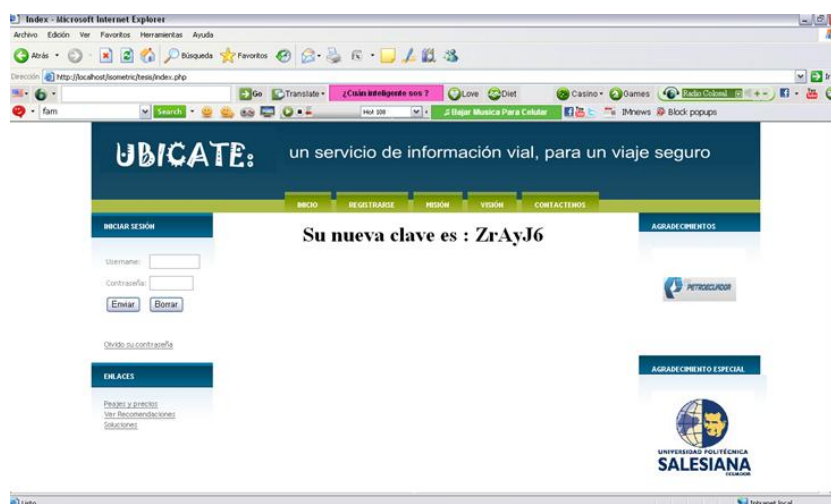 Index - Microsoft Internet Explorer
Archivo Edición Ver Favoritos Herramientas Ayuda
Atrás Búsqueda Favoritos
Dirección http://localhost/isometric/tesis/index.php Ir
Go Translate ¿Cuán inteligente sos ? Love Diet Casino Games Radio Colosal
fam Search Hot 100 Bajar Musica Para Celular IMnews Block popups
UBICATE: un servicio de información vial, para un viaje seguro
INICIO REGISTRARSE MISIÓN VISIÓN CONTACTENOS
INICIAR SESIÓN
Username:
Contraseña:
Enviar Borrar
Olvido su contraseña
ENLACES
Peajes y precios
Ver Recomendaciones
Soluciones
Su nueva clave es : ZrAyJ6
AGRADECIMIENTOS
PETROECUADOR
AGRADECIMIENTO ESPECIAL
UNIVERSIDAD POLITÉCNICA
SALESIANA
ECUADOR
Listo Intranet local